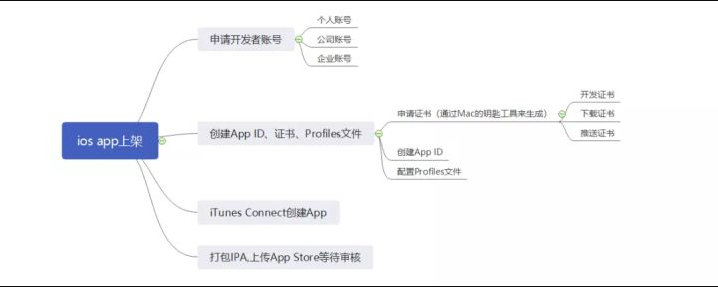 ios app上架
申请开发者账号
个人账号
公司账号
企业账号
创建App ID、证书、Profiles文件
申请证书（通过Mac的钥匙工具来生成）
开发证书
下载证书
推送证书
创建App ID
配置Profiles文件
iTunes Connect创建App
打包IPA,上传App Store等待审核